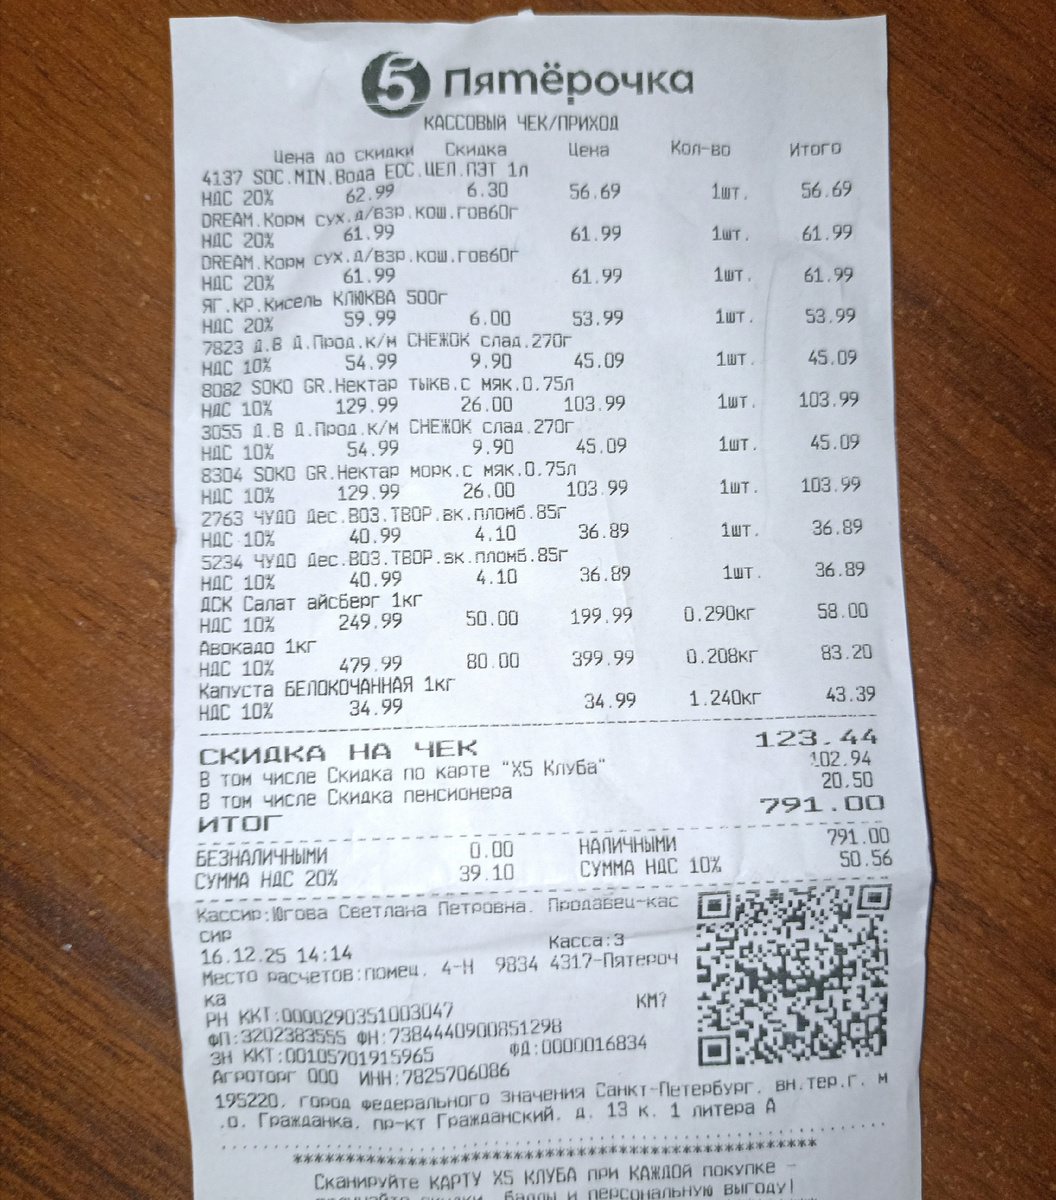 5 Пятёрочка
КАССОВЫЙ ЧЕК/ПРИХОД
Цена до скидки Скидка Цена Кол-во Итого
4137 SOC.MIN.Вода ЕСС.ЦЕЛ.ПЭТ 1л
НДС 20% 62.99 6.30 56.69 1шт. 56.69
DREAM.Корм сух.д/взр.кош.гов60г
НДС 20% 61.99 61.99 1шт. 61.99
DREAM.Корм сух.д/взр.кош.гов60г
НДС 20% 61.99 61.99 1шт. 61.99
ЯГ.КР.Кисель КЛЮКВА 500г
НДС 20% 59.99 6.00 53.99 1шт. 53.99
7823 Д.В Д.Прод.к/м СНЕЖОК слад.270г
НДС 10% 54.99 9.90 45.09 1шт. 45.09
8082 SOKO GR.Нектар тыкв.с мяк.0.75л
НДС 10% 129.99 26.00 103.99 1шт. 103.99
3055 Д.В Д.Прод.к/м СНЕЖОК слад.270г
НДС 10% 54.99 9.90 45.09 1шт. 45.09
8304 SOKO GR.Нектар морк.с мяк.0.75л
НДС 10% 129.99 26.00 103.99 1шт. 103.99
2763 ЧУДО Дес.ВОЗ.ТВОР.вк.пломб.85г
НДС 10% 40.99 4.10 36.89 1шт. 36.89
5234 ЧУДО Дес.ВОЗ.ТВОР.вк.пломб.85г
НДС 10% 40.99 4.10 36.89 1шт. 36.89
ДСК Салат айсберг 1кг
НДС 10% 249.99 50.00 199.99 0.290кг 58.00
Авокадо 1кг
НДС 10% 479.99 80.00 399.99 0.208кг 83.20
Капуста БЕЛОКОЧАННАЯ 1кг
НДС 10% 34.99 34.99 1.240кг 43.39
СКИДКА НА ЧЕК 123.44
В том числе Скидка по карте "Х5 Клуба" 102.94
В том числе Скидка пенсионера 20.50
ИТОГ 791.00
БЕЗНАЛИЧНЫМИ 0.00 НАЛИЧНЫМИ 791.00
СУММА НДС 20% 39.10 СУММА НДС 10% 50.56
Кассир:Югова Светлана Петровна. Продавец-кас
сир
16.12.25 14:14 Касса:3
Место расчетов:помещ. 4-Н 9834 4317-Пятероч
ка
РН ККТ:0000290351003047 КМ?
ФП:3202383555 ФН:7384440900851298
ЗН ККТ:00105701915965 ФД:0000016834
Агроторг ООО ИНН:7825706086
195220, город федерального значения Санкт-Петербург, вн.тер.г. м
.о. Гражданка, пр-кт Гражданский, д. 13 к. 1 литера А
************************************************
Сканируйте КАРТУ Х5 КЛУБА ПРИ КАЖДОЙ ПОКУПКЕ -
скидки, баллы и персональную выгоду!